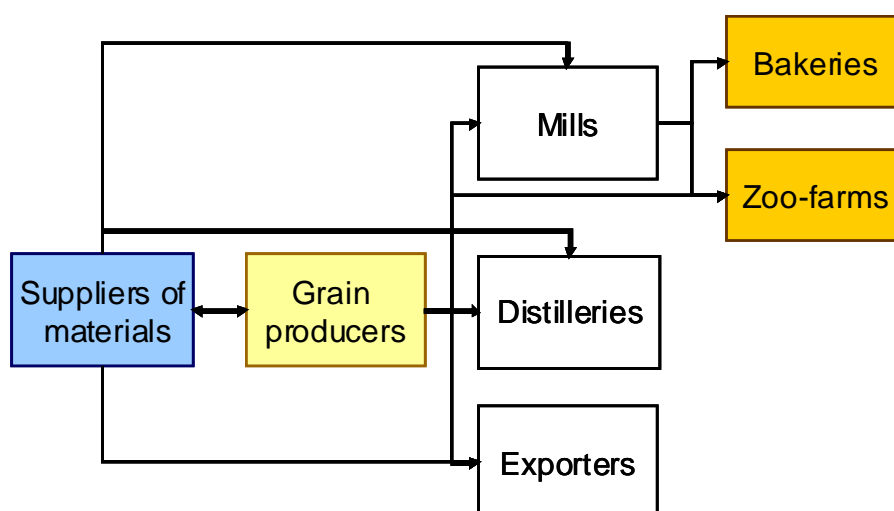 Bakeries
Mills
Zoo-farms
Suppliers of
materials
Grain
producers
Distilleries
Exporters